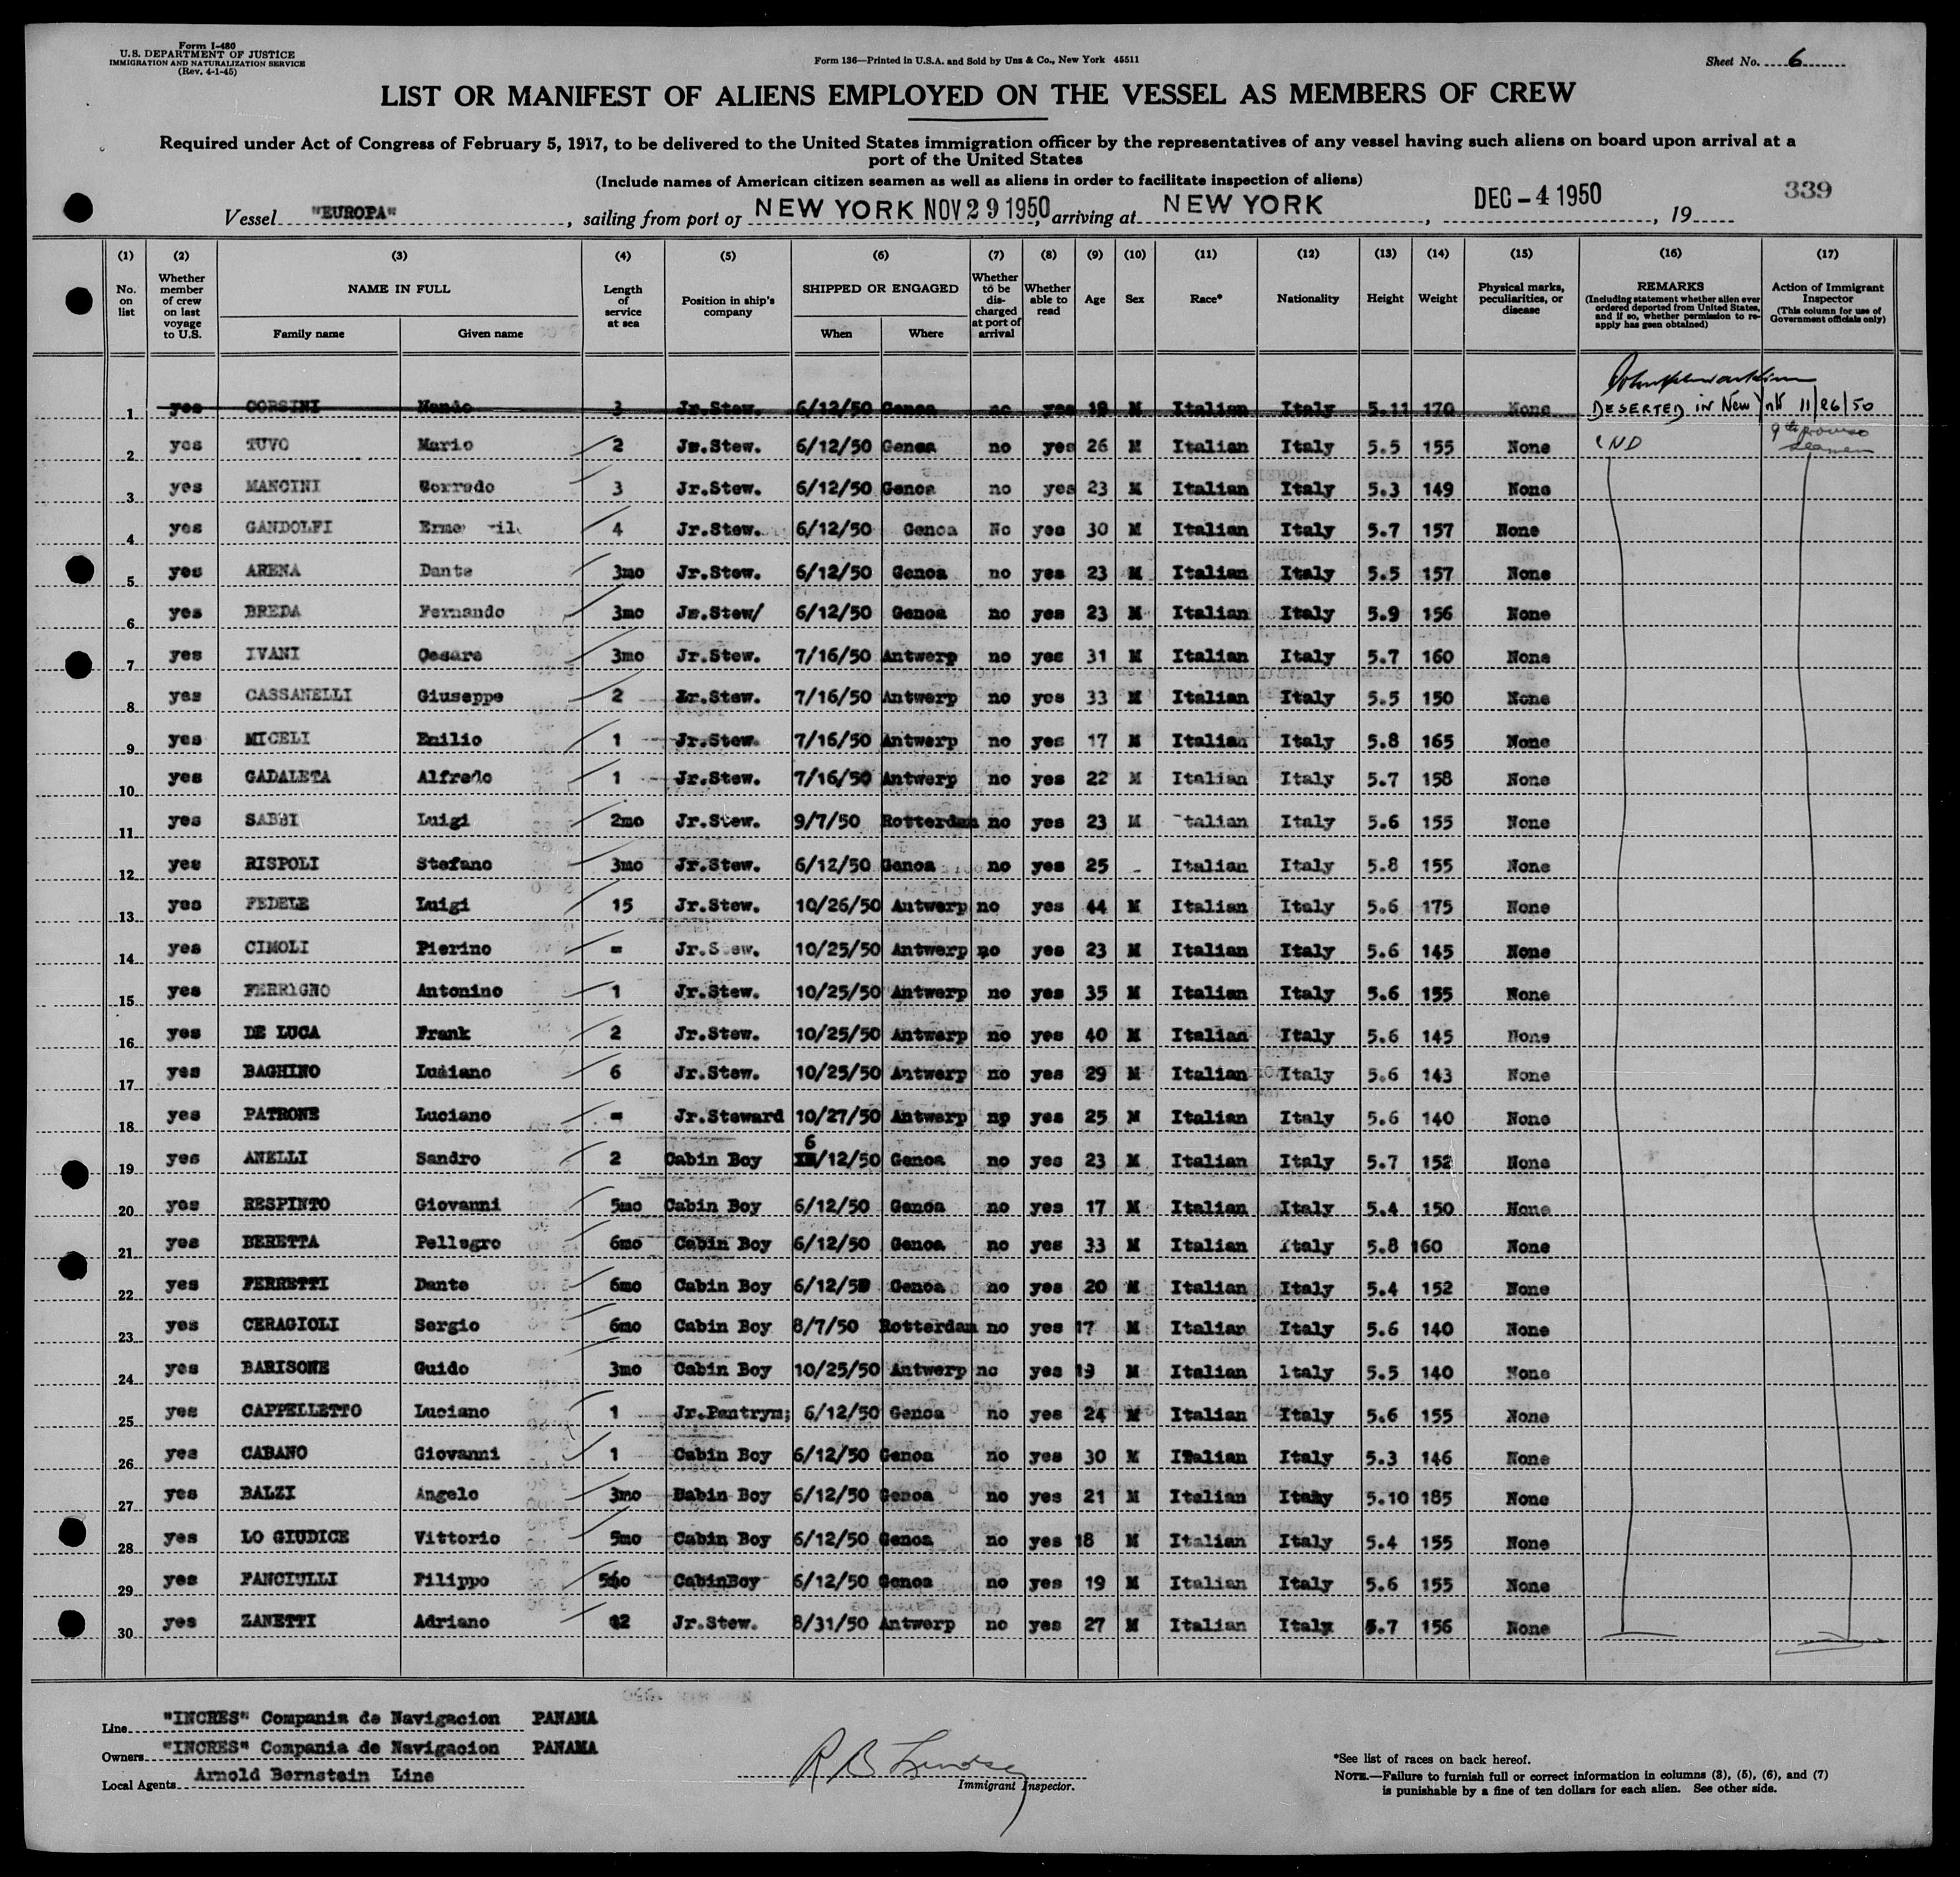 Form I-480
U. S. DEPARTMENT OF JUSTICE
IMMIGRATION AND NATURALIZATION SERVICE
(Rev. 4-1-45)
Form 136—Printed in U.S.A. and Sold by Unz & Co., New York 45511
Sheet No. 6
LIST OR MANIFEST OF ALIENS EMPLOYED ON THE VESSEL AS MEMBERS OF CREW
Required under Act of Congress of February 5, 1917, to be delivered to the United States immigration officer by the representatives of any vessel having such aliens on board upon arrival at a
port of the United States
(Include names of American citizen seamen as well as aliens in order to facilitate inspection of aliens)
339
Vessel "EUROPA", sailing from port of NEW YORK NOV 29 1950, arriving at NEW YORK, DEC - 4 1950, 19
(1) (2) (3) (4) (5) (6) (7) (8) (9) (10) (11) (12) (13) (14) (15) (16) (17)
No. on list
Whether member of crew on last voyage to U.S.
NAME IN FULL
Family name Given name
Length of service at sea
Position in ship's company
SHIPPED OR ENGAGED
When Where
Whether to be discharged at port of arrival
Whether able to read
Age
Sex
Race*
Nationality
Height
Weight
Physical marks, peculiarities, or disease
REMARKS
(Including statement whether alien ever ordered deported from United States, and if so, whether permission to re-apply has geen obtained)
Action of Immigrant Inspector
(This column for use of Government officials only)
1 yes CORSINI Nando 3 Jr.Stew. 6/12/50 Genoa no yes 19 M Italian Italy 5.11 170 None DESERTED IN New York 11/26/50
2 yes TUVO Mario 2 Jr.Stew. 6/12/50 Genoa no yes 26 M Italian Italy 5.5 155 None
3 yes MANCINI Corrado 3 Jr.Stew. 6/12/50 Genoa no yes 23 M Italian Italy 5.3 149 None
4 yes GANDOLFI 4 Jr.Stew. 6/12/50 Genoa No yes 30 M Italian Italy 5.7 157 None
5 yes ARENA Dante 3mo Jr.Stew. 6/12/50 Genoa no yes 23 M Italian Italy 5.5 157 None
6 yes BREDA Fernando 3mo Jr.Stew/ 6/12/50 Genoa no yes 23 M Italian Italy 5.9 156 None
7 yes IVANI Cesare 3mo Jr.Stew. 7/16/50 Antwerp no yes 31 M Italian Italy 5.7 160 None
8 yes CASSANELLI Giuseppe 2 Jr.Stew. 7/16/50 Antwerp no yes 33 M Italian Italy 5.5 150 None
9 yes MICELI Emilio 1 Jr.Stew. 7/16/50 Antwerp no yes 17 M Italian Italy 5.8 165 None
10 yes GADALETA Alfredo 1 Jr.Stew. 7/16/50 Antwerp no yes 22 M Italian Italy 5.7 158 None
11 yes SABBI Luigi 2mo Jr.Stew. 9/7/50 Rotterdam no yes 23 M Italian Italy 5.6 155 None
12 yes RISPOLI Stefano 3mo Jr.Stew. 6/12/50 Genoa no yes 25 Italian Italy 5.8 155 None
13 yes FEDELE Luigi 15 Jr.Stew. 10/26/50 Antwerp no yes 44 M Italian Italy 5.6 175 None
14 yes CIMOLI Pierino = Jr.Stew. 10/25/50 Antwerp no yes 23 M Italian Italy 5.6 145 None
15 yes FERRIGNO Antonino 1 Jr.Stew. 10/25/50 Antwerp no yes 35 M Italian Italy 5.6 155 None
16 yes DE LUCA Frank 2 Jr.Stew. 10/25/50 Antwerp no yes 40 M Italian Italy 5.6 145 None
17 yes BAGHINO Luciano 6 Jr.Stew. 10/25/50 Antwerp no yes 29 M Italian Italy 5.6 143 None
18 yes PATRONE Luciano = Jr.Steward 10/27/50 Antwerp no yes 25 M Italian Italy 5.6 140 None
19 yes ANELLI Sandro 2 Cabin Boy 6/12/50 Genoa no yes 23 M Italian Italy 5.7 152 None
20 yes RESPINTO Giovanni 5mo Cabin Boy 6/12/50 Genoa no yes 17 M Italian Italy 5.4 150 None
21 yes BERETTA Pellegro 6mo Cabin Boy 6/12/50 Genoa no yes 33 M Italian Italy 5.8 160 None
22 yes FERRETTI Dante 6mo Cabin Boy 6/12/50 Genoa no yes 20 M Italian Italy 5.4 152 None
23 yes CERAGIOLI Sergio 6mo Cabin Boy 8/7/50 Rotterdam no yes 17 M Italian Italy 5.6 140 None
24 yes BARISONE Guido 3mo Cabin Boy 10/25/50 Antwerp no yes 19 M Italian Italy 5.5 140 None
25 yes CAPPELLETTO Luciano 1 Jr.Pantrym; 6/12/50 Genoa no yes 24 M Italian Italy 5.6 155 None
26 yes CABANO Giovanni 1 Cabin Boy 6/12/50 Genoa no yes 30 M Italian Italy 5.3 146 None
27 yes BALZI Angelo 3mo Babin Boy 6/12/50 Genoa no yes 21 M Italian Italy 5.10 185 None
28 yes LO GIUDICE Vittorio 5mo Cabin Boy 6/12/50 Genoa no yes 18 M Italian Italy 5.4 155 None
29 yes FANCIULLI Filippo 5mo CabinBoy 6/12/50 Genoa no yes 19 M Italian Italy 5.6 155 None
30 yes ZANETTI Adriano 2 Jr.Stew. 8/31/50 Antwerp no yes 27 M Italian Italy 5.7 156 None
Line "INCRES" Compania de Navigacion PANAMA
Owners "INCRES" Compania de Navigacion PANAMA
Local Agents Arnold Bernstein Line
Immigrant Inspector.
*See list of races on back hereof.
NOTE.—Failure to furnish full or correct information in columns (3), (5), (6), and (7)
is punishable by a fine of ten dollars for each alien. See other side.